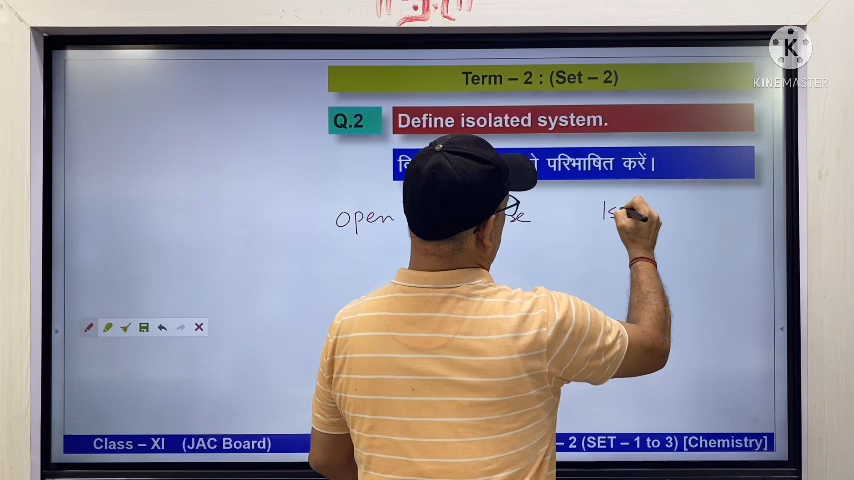 K
KINEMASTER
Term – 2 : (Set – 2)
Q.2 Define isolated system.
परिभाषित करें।
open Is
Class – XI (JAC Board) – 2 (SET – 1 to 3) [Chemistry]